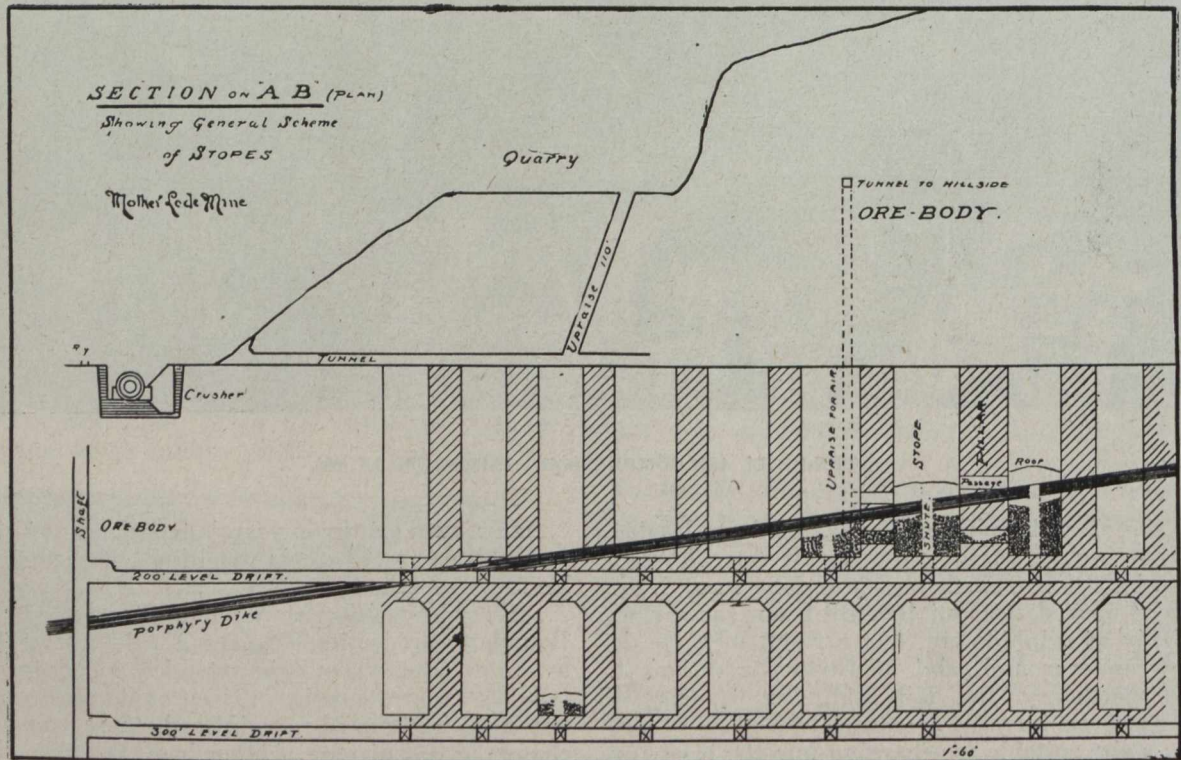 SECTION ON "A B" (PLAN)
Showing General Scheme
of STOPES
Mother Lode Mine
Quarry
TUNNEL TO HILLSIDE
ORE-BODY.
UPRAISE 110'
TUNNEL
Ry
Crusher
UPRAISE FOR AIR
STOPE
PILLAR
Roof
Passage
SHUTE
Shaft
ORE BODY
200' LEVEL DRIFT.
Porphyry Dike
300' LEVEL DRIFT.
1"=60'